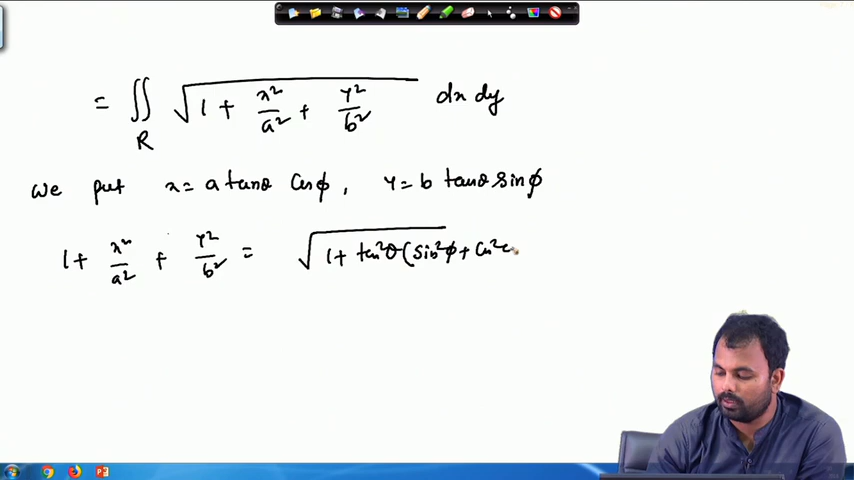 = ∬_R √(1 + x²/a² + y²/b²) dx dy
we put x = a tanθ cosφ, y = b tanθ sinφ
1 + x²/a² + y²/b² = √(1 + tan²θ (sin²φ + cos²